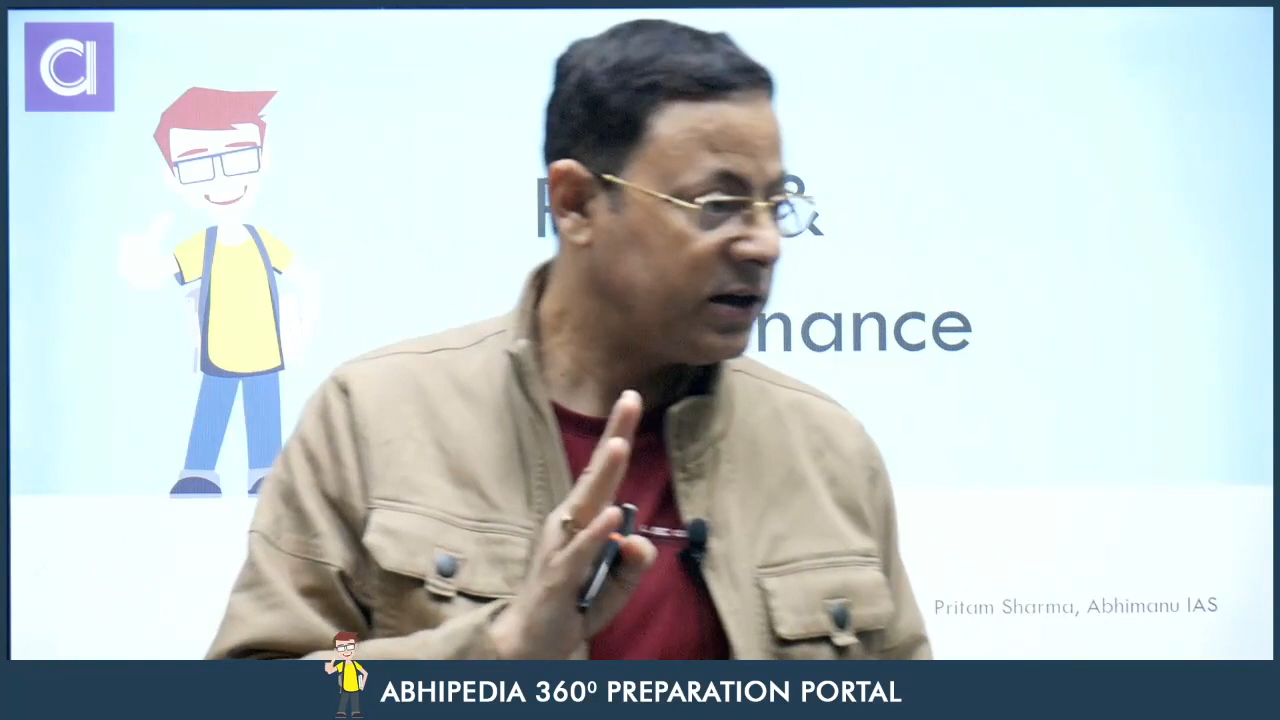 &
nance
Pritam Sharma, Abhimanu IAS
ABHIPEDIA 360⁰ PREPARATION PORTAL